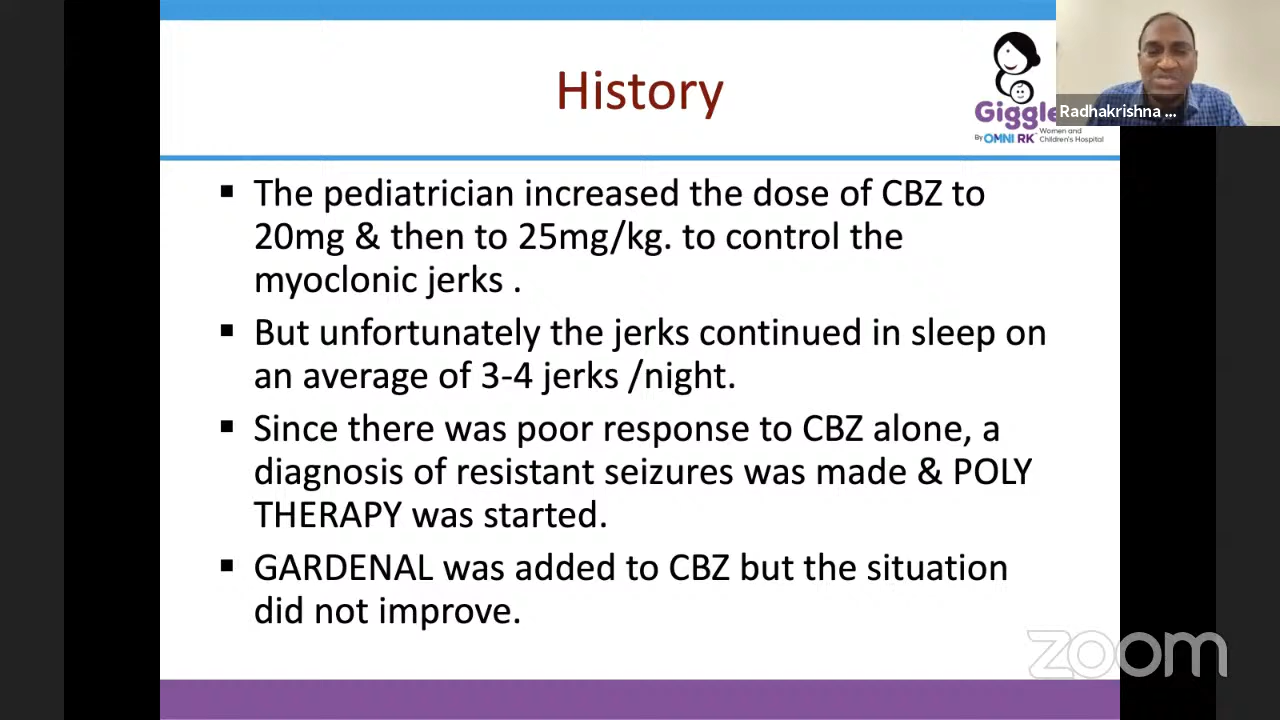 History
Giggle
By OMNI RK
Women and
Children's Hospital
Radhakrishna ...
▪ The pediatrician increased the dose of CBZ to
20mg & then to 25mg/kg. to control the
myoclonic jerks .
▪ But unfortunately the jerks continued in sleep on
an average of 3-4 jerks /night.
▪ Since there was poor response to CBZ alone, a
diagnosis of resistant seizures was made & POLY
THERAPY was started.
▪ GARDENAL was added to CBZ but the situation
did not improve.
zoom